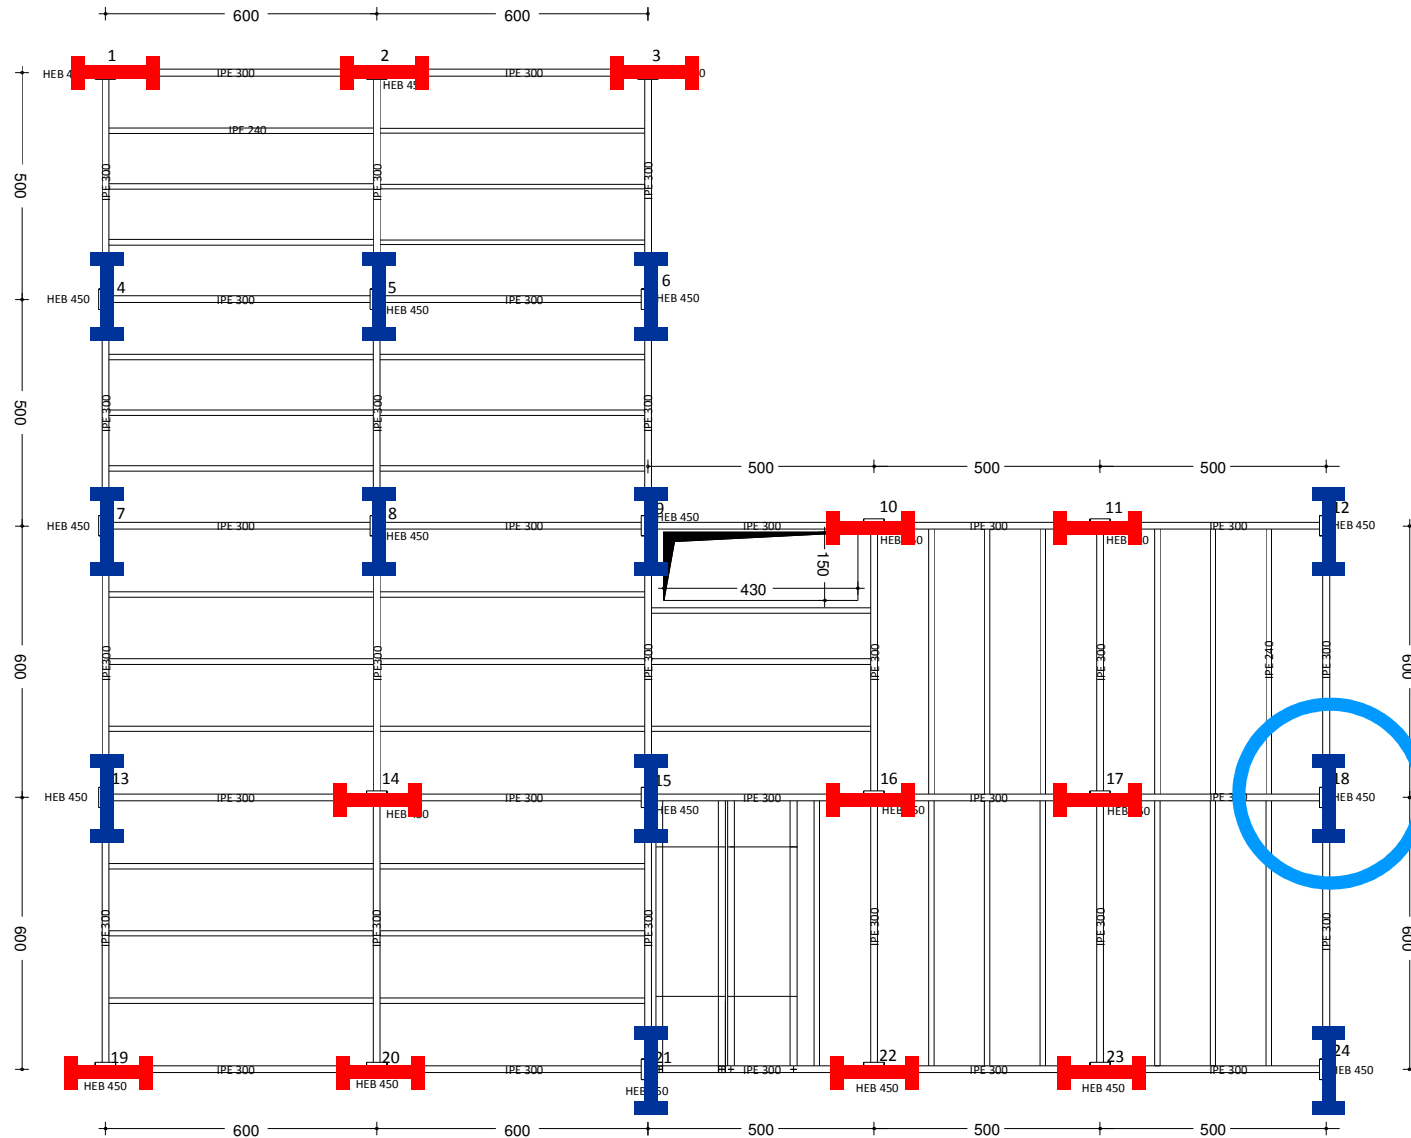 600 600
1 2 3
IPE 300 IPE 300
HEB 45
IPE 240
500
IPE 300 IPE 300 IPE 300
4 5 6
HEB 450 IPE 300 IPE 300 HEB 450
HEB 450
500
IPE 300 IPE 300 IPE 300
500 500 500
7 8 9 10 11 12
HEB 450 IPE 300 IPE 300 HEB 450 IPE 300 IPE 300 IPE 300 HEB 450
HEB 450
150
430
600
IPE300 IPE300 IPE 300 IPE 300 IPE 300 IPE 240 IPE 300
600
13 14 15 16 17 18
HEB 450 IPE 300 IPE 300 IPE 300 IPE 300 IPE 300 HEB 450
HEB 450
600
IPE 300 IPE 300 IPE 300 IPE 300 IPE 300 IPE 300
600
19 20 21 22 23 24
IPE 300 IPE 300 IPE 300 IPE 300 IPE 300 HEB 450
HEB 450 HEB 450 HEB 450 HEB 450
600 600 500 500 500